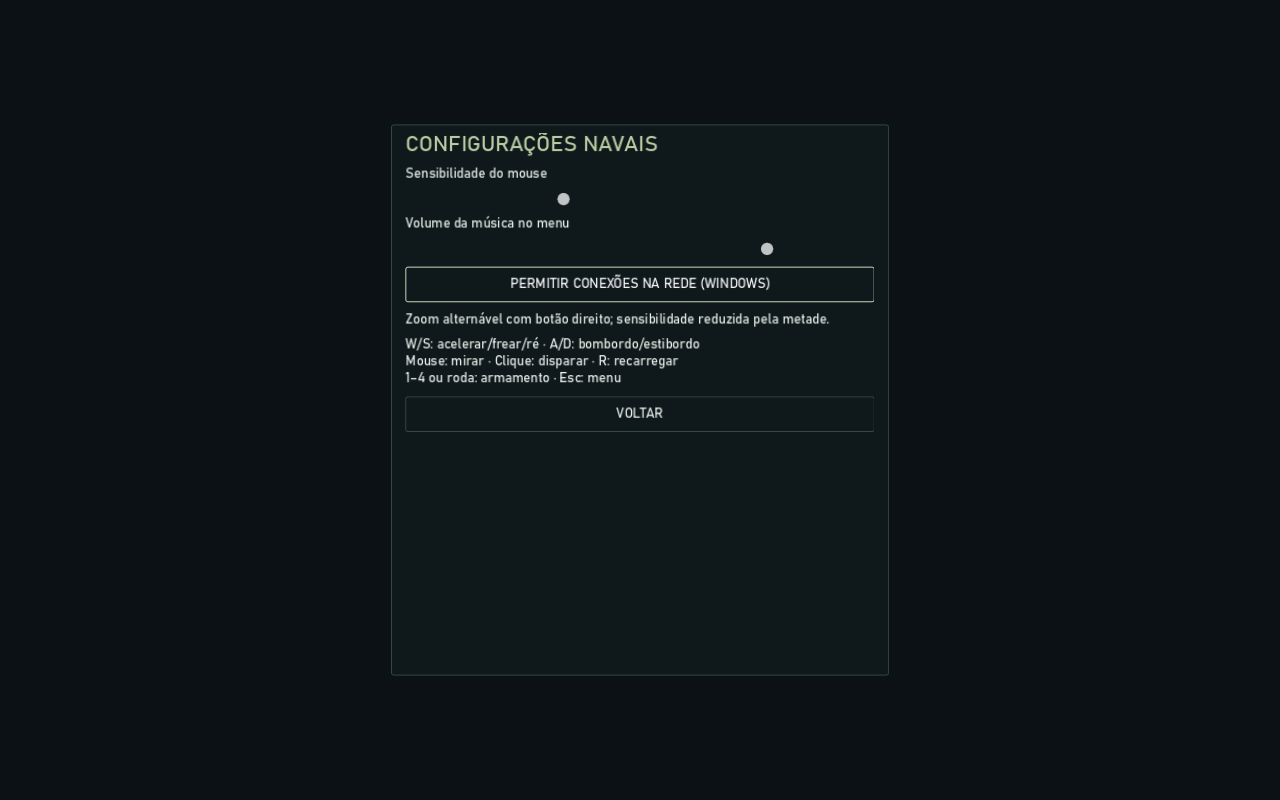 CONFIGURAÇÕES NAVAIS
Sensibilidade do mouse
Volume da música no menu
PERMITIR CONEXÕES NA REDE (WINDOWS)
Zoom alternável com botão direito; sensibilidade reduzida pela metade.
W/S: acelerar/frear/ré · A/D: bombordo/estibordo
Mouse: mirar · Clique: disparar · R: recarregar
1–4 ou roda: armamento · Esc: menu
VOLTAR